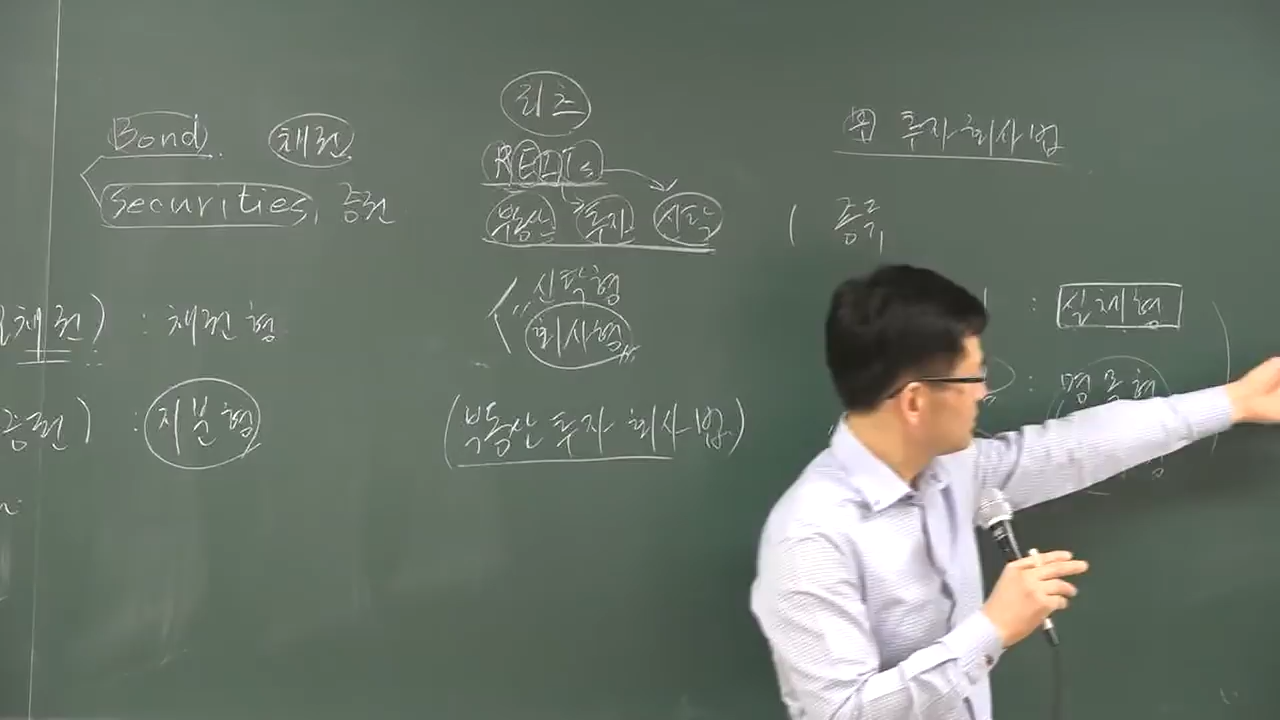 Bond 채권
Securities, 증권
(채권) : 채권형
증권) : 지분형
리츠
REITs
부동산 투자 신탁
신탁형
"회사형"
(부동산 투자회사법)
부 투자회사법
( 종류
: 실체형
: 명목형